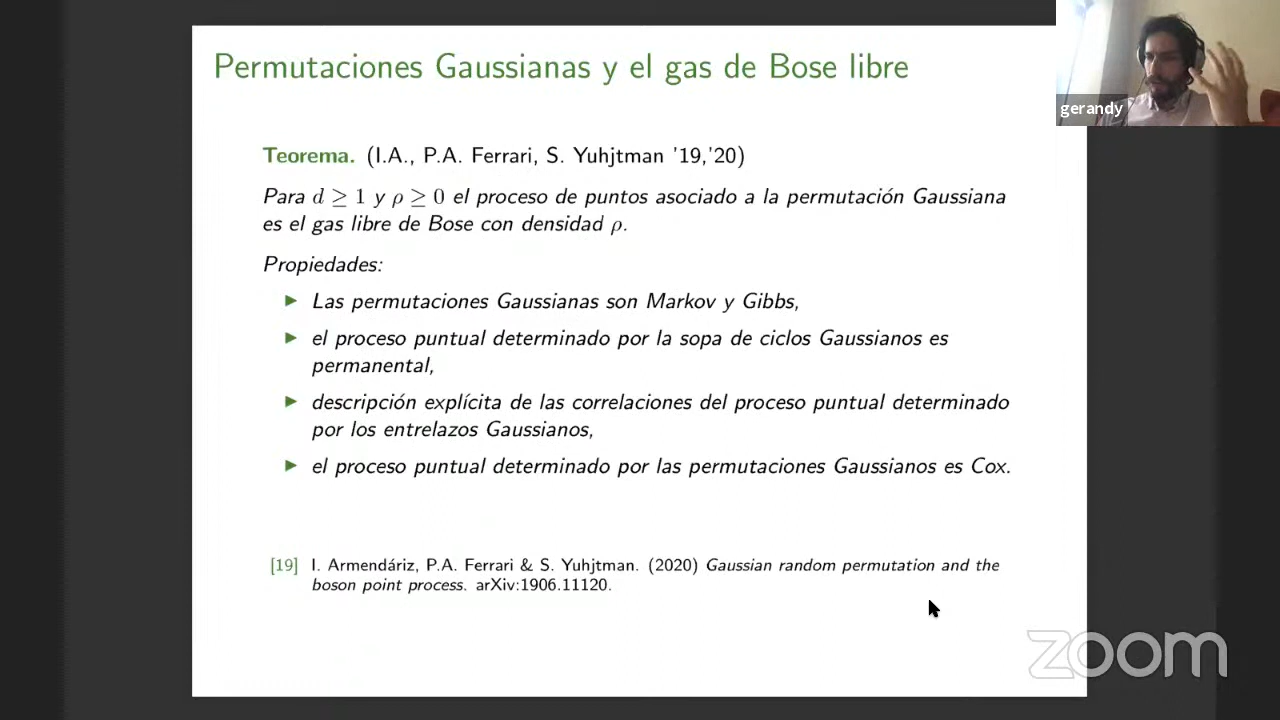 Permutaciones Gaussianas y el gas de Bose libre
gerandy
Teorema. (I.A., P.A. Ferrari, S. Yuhjtman '19,'20)
Para d ≥ 1 y ρ ≥ 0 el proceso de puntos asociado a la permutación Gaussiana
es el gas libre de Bose con densidad ρ.
Propiedades:
▶ Las permutaciones Gaussianas son Markov y Gibbs,
▶ el proceso puntual determinado por la sopa de ciclos Gaussianos es
permanental,
▶ descripción explícita de las correlaciones del proceso puntual determinado
por los entrelazos Gaussianos,
▶ el proceso puntual determinado por las permutaciones Gaussianos es Cox.
[19] I. Armendáriz, P.A. Ferrari & S. Yuhjtman. (2020) Gaussian random permutation and the
boson point process. arXiv:1906.11120.
zoom